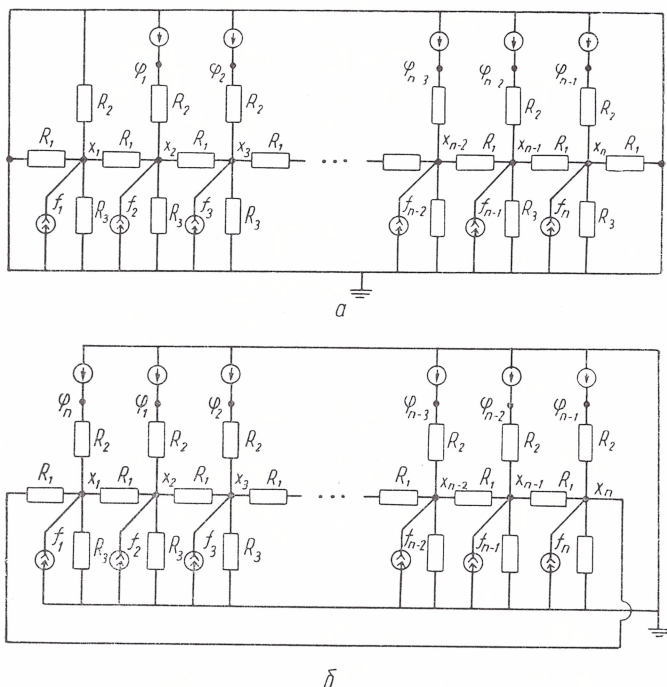 φ₁ φ₂ φₙ₋₃ φₙ₋₂ φₙ₋₁
R₂ R₂ R₂ R₂ R₂ R₂
R₁ x₁ R₁ x₂ R₁ x₃ R₁ ... xₙ₋₂ R₁ xₙ₋₁ R₁ xₙ R₁
f₁ R₃ f₂ R₃ f₃ R₃ fₙ₋₂ fₙ₋₁ R₃ fₙ R₃
а
φₙ φ₁ φ₂ φₙ₋₃ φₙ₋₂ φₙ₋₁
R₂ R₂ R₂ R₂ R₂ R₂
R₁ x₁ R₁ x₂ R₁ x₃ R₁ ... R₁ xₙ₋₂ R₁ xₙ₋₁ R₁ xₙ
f₁ R₃ f₂ R₃ f₃ R₃ fₙ₋₂ fₙ₋₁ fₙ
б